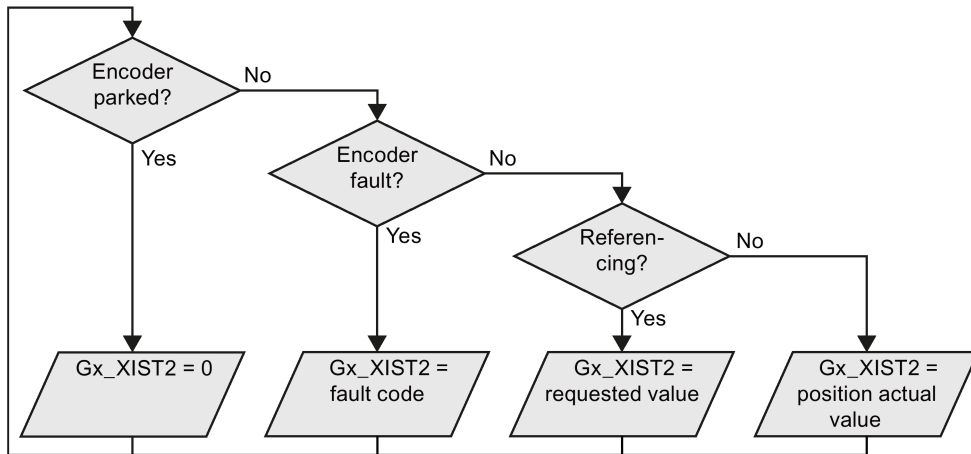 Encoder
parked?
No
Yes
Encoder
fault?
No
Yes
Referen-
cing?
No
Yes
Gx_XIST2 = 0
Gx_XIST2 =
fault code
Gx_XIST2 =
requested value
Gx_XIST2 =
position actual
value